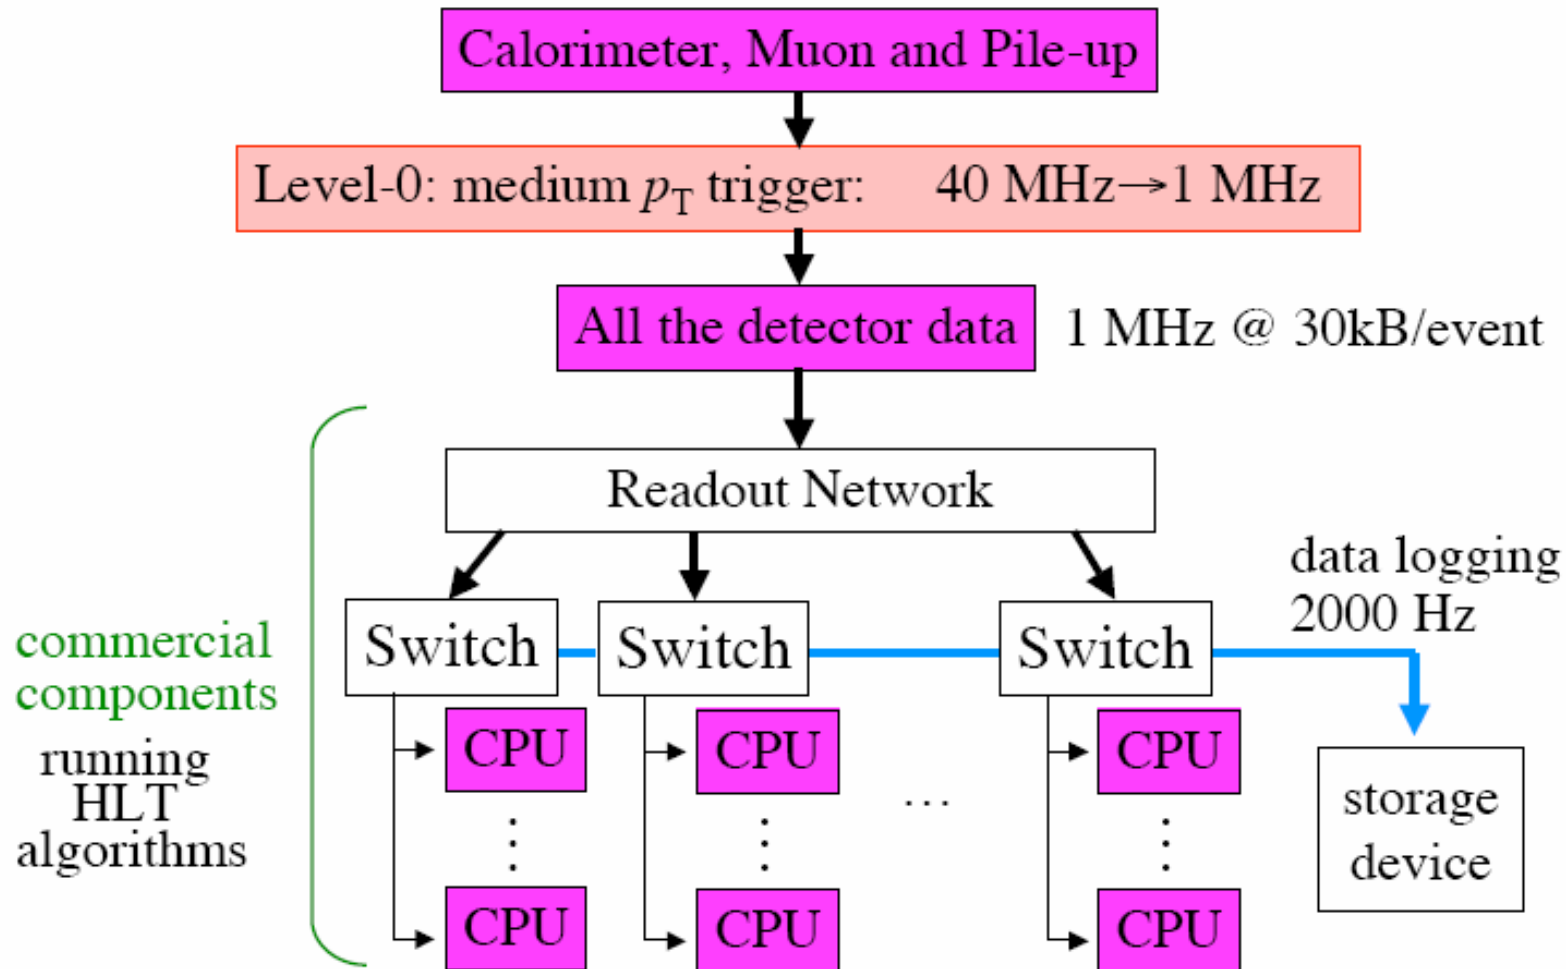 Calorimeter, Muon and Pile-up
Level-0: medium pT trigger: 40 MHz→1 MHz
All the detector data
1 MHz @ 30kB/event
Readout Network
data logging
2000 Hz
Switch
Switch
Switch
commercial
components
running
HLT
algorithms
CPU
CPU
CPU
...
storage
device
CPU
CPU
CPU